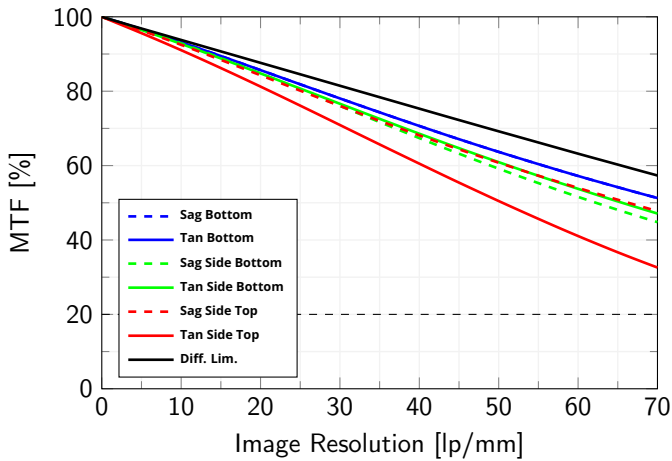 100
80
60
40
20
0
MTF [%]
Sag Bottom
Tan Bottom
Sag Side Bottom
Tan Side Bottom
Sag Side Top
Tan Side Top
Diff. Lim.
0 10 20 30 40 50 60 70
Image Resolution [lp/mm]